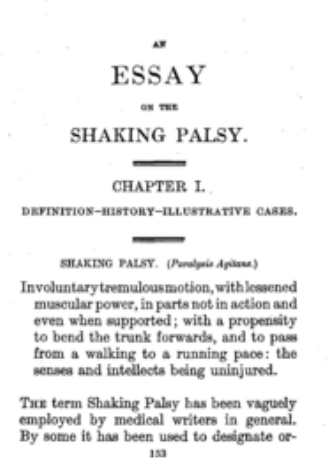 AN
ESSAY
ON THE
SHAKING PALSY.
CHAPTER I.
DEFINITION—HISTORY—ILLUSTRATIVE CASES.
SHAKING PALSY. (Paralysis Agitans.)
Involuntary tremulous motion, with lessened
muscular power, in parts not in action and
even when supported; with a propensity
to bend the trunk forwards, and to pass
from a walking to a running pace: the
senses and intellects being uninjured.
THE term Shaking Palsy has been vaguely
employed by medical writers in general.
By some it has been used to designate or-
153